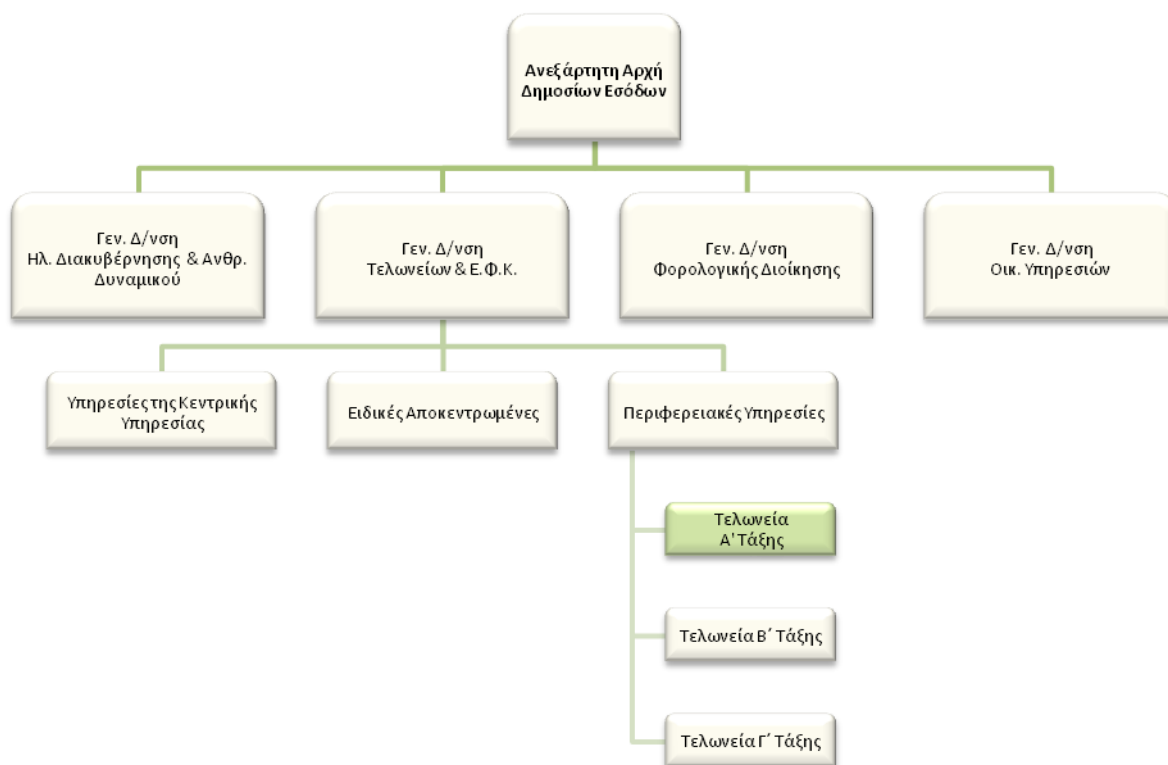 Ανεξάρτητη Αρχή
Δημοσίων Εσόδων
Γεν. Δ/νση
Ηλ. Διακυβέρνησης & Ανθρ.
Δυναμικού
Γεν. Δ/νση
Τελωνείων & Ε.Φ.Κ.
Γεν. Δ/νση
Φορολογικής Διοίκησης
Γεν. Δ/νση
Οικ. Υπηρεσιών
Υπηρεσίες της Κεντρικής
Υπηρεσίας
Ειδικές Αποκεντρωμένες
Περιφερειακές Υπηρεσίες
Τελωνεία
Α' Τάξης
Τελωνεία Β΄ Τάξης
Τελωνεία Γ΄ Τάξης